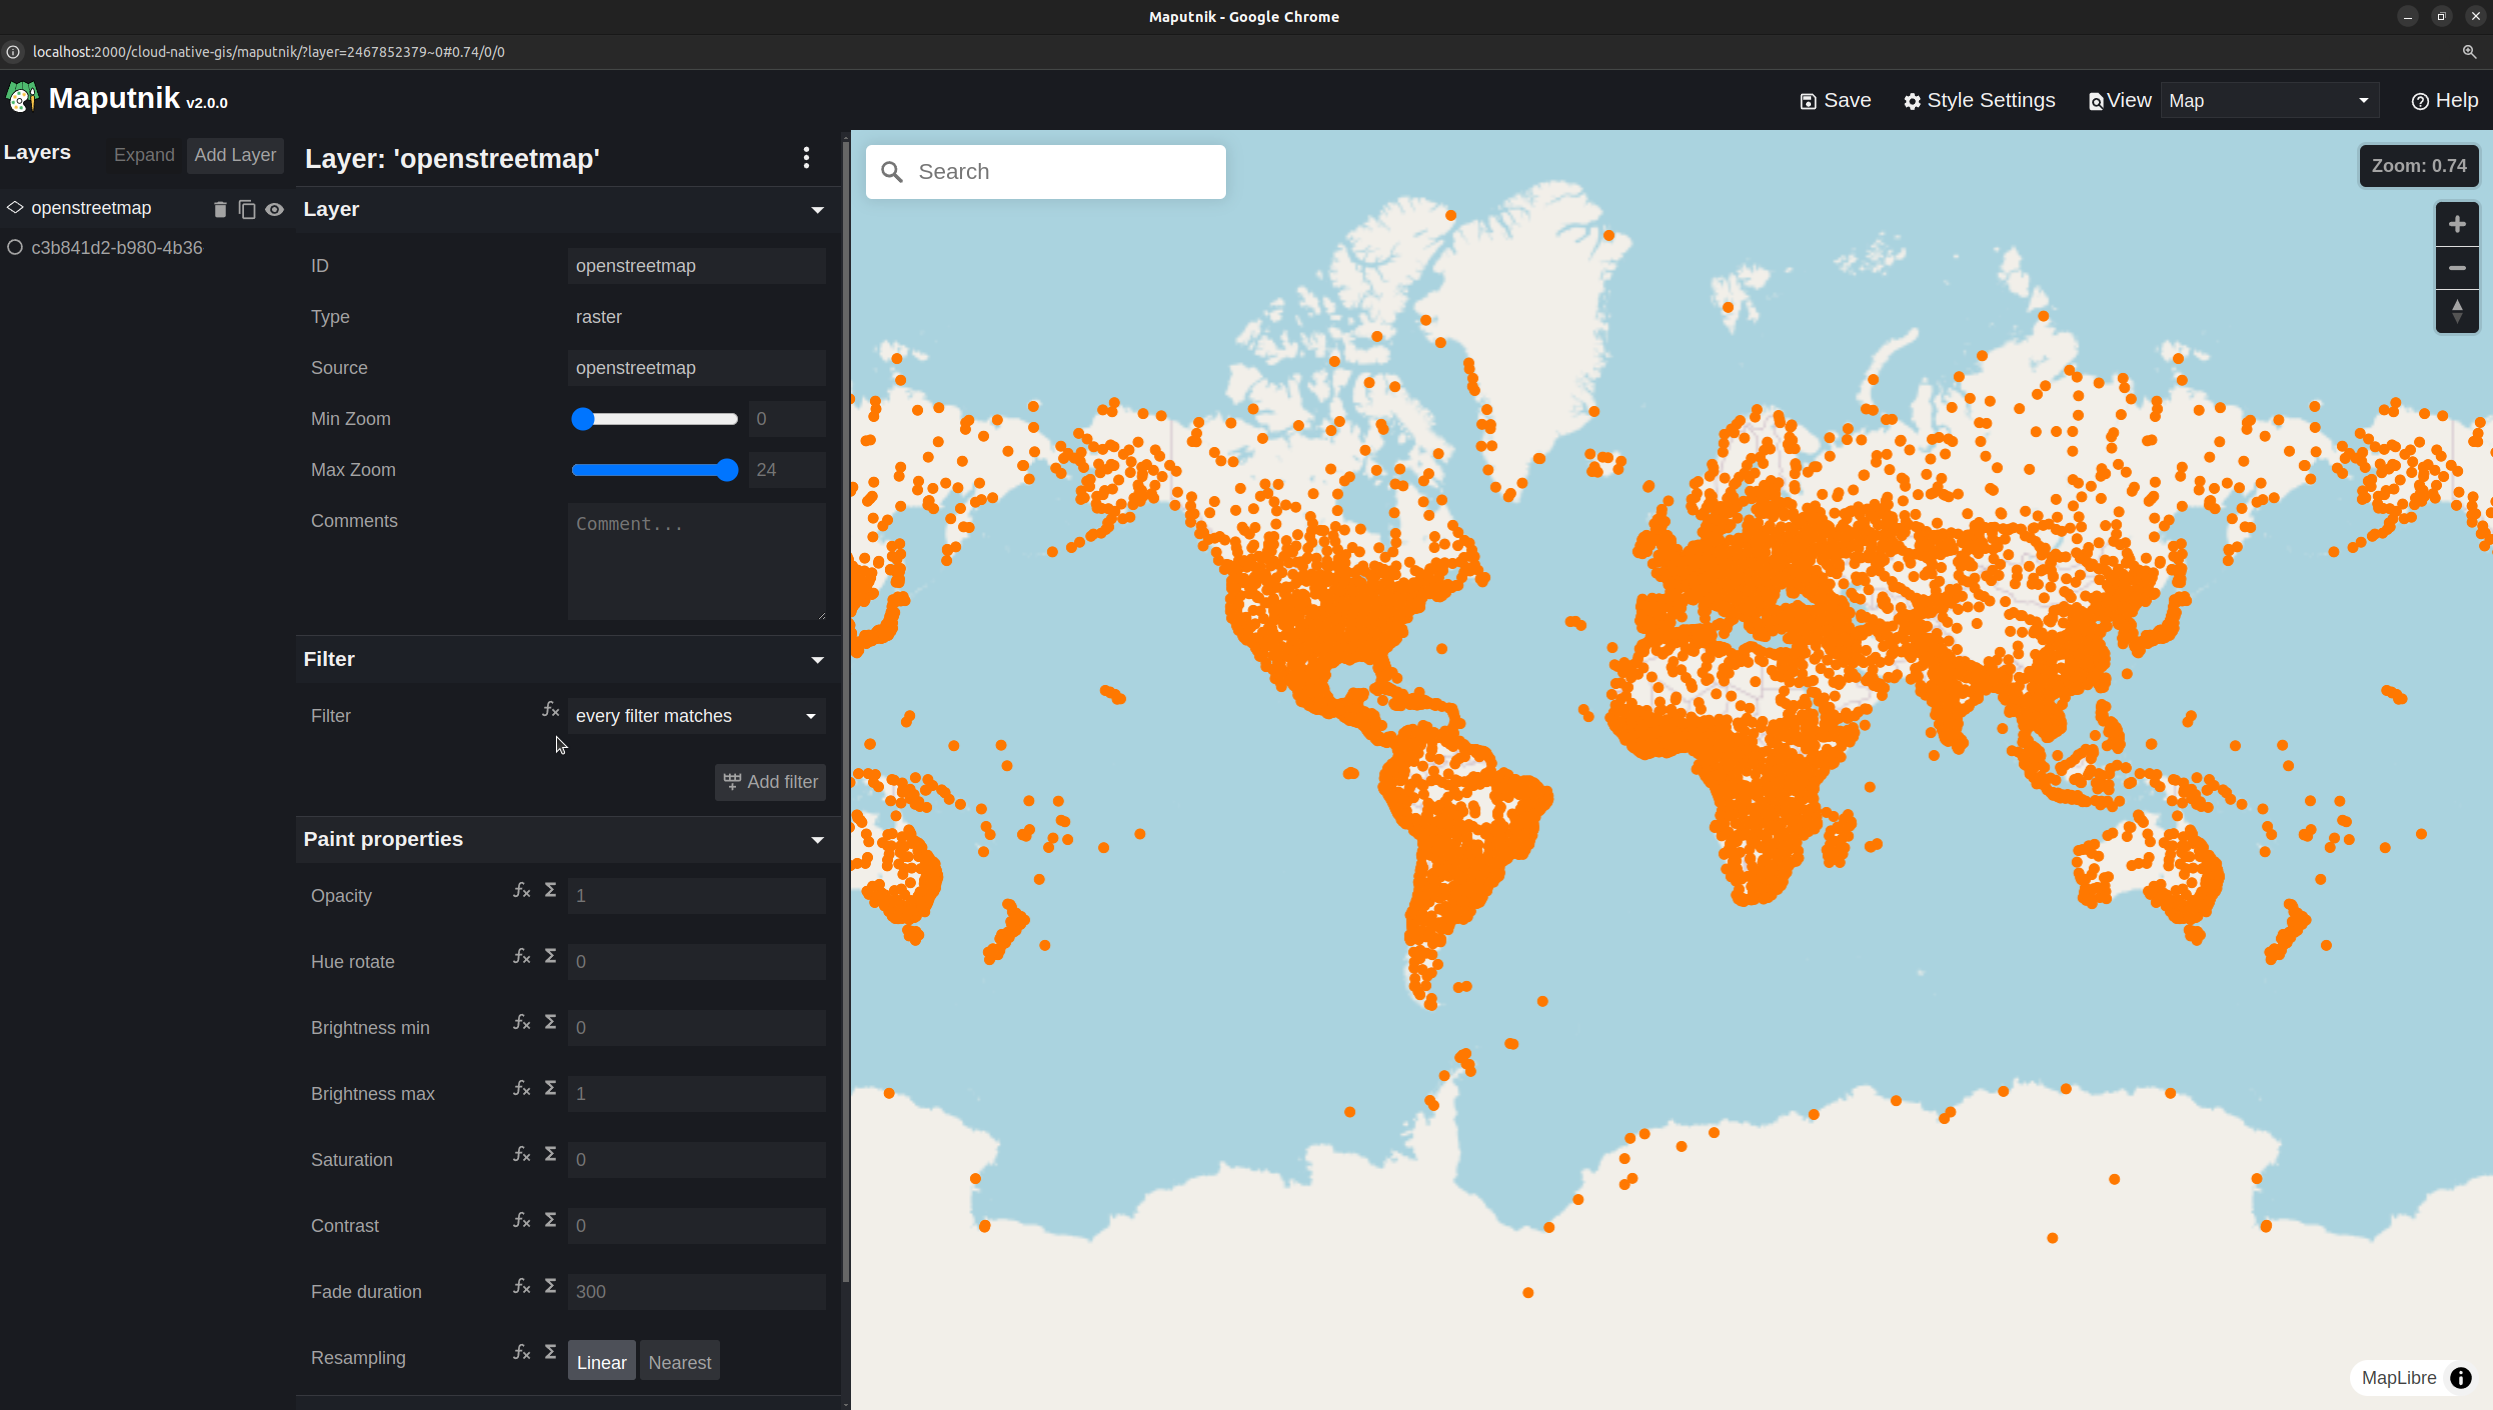 Maputnik - Google Chrome
localhost:2000/cloud-native-gis/maputnik/?layer=2467852379~0#0.74/0/0
Maputnik v2.0.0
Save
Style Settings
View
Map
Help
Layers
Expand
Add Layer
openstreetmap
c3b841d2-b980-4b36
Layer: 'openstreetmap'
Layer
ID
openstreetmap
Type
raster
Source
openstreetmap
Min Zoom
0
Max Zoom
24
Comments
Comment...
Filter
Filter
every filter matches
Add filter
Paint properties
Opacity
1
Hue rotate
0
Brightness min
0
Brightness max
1
Saturation
0
Contrast
0
Fade duration
300
Resampling
Linear
Nearest
Search
Zoom: 0.74
MapLibre